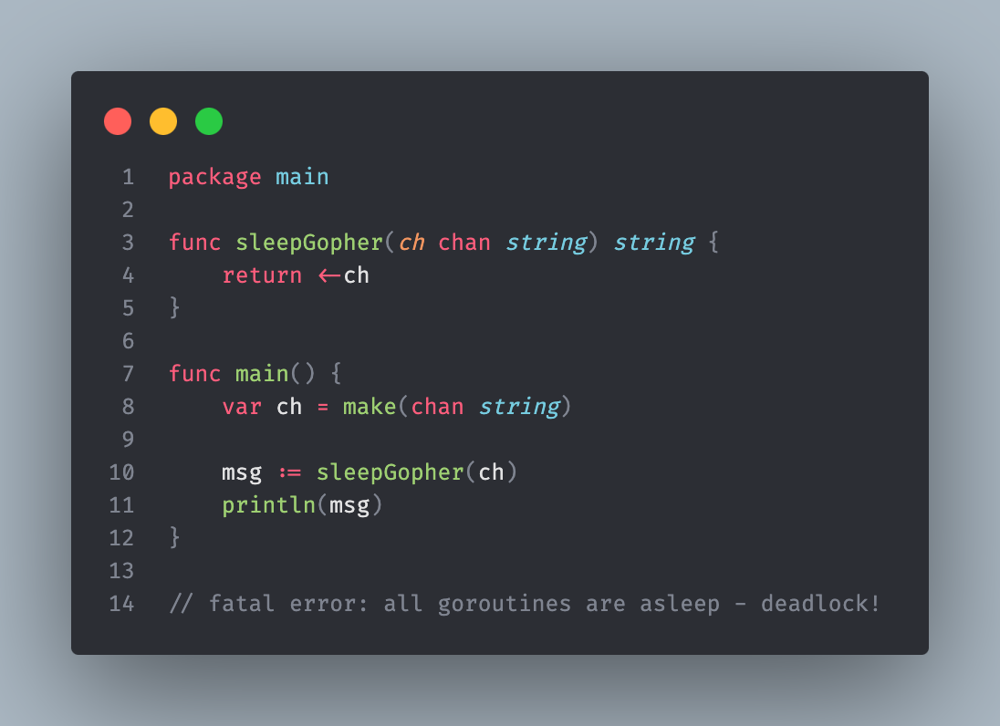 1 package main
2
3 func sleepGopher(ch chan string) string {
4     return <-ch
5 }
6
7 func main() {
8     var ch = make(chan string)
9
10     msg := sleepGopher(ch)
11     println(msg)
12 }
13
14 // fatal error: all goroutines are asleep - deadlock!